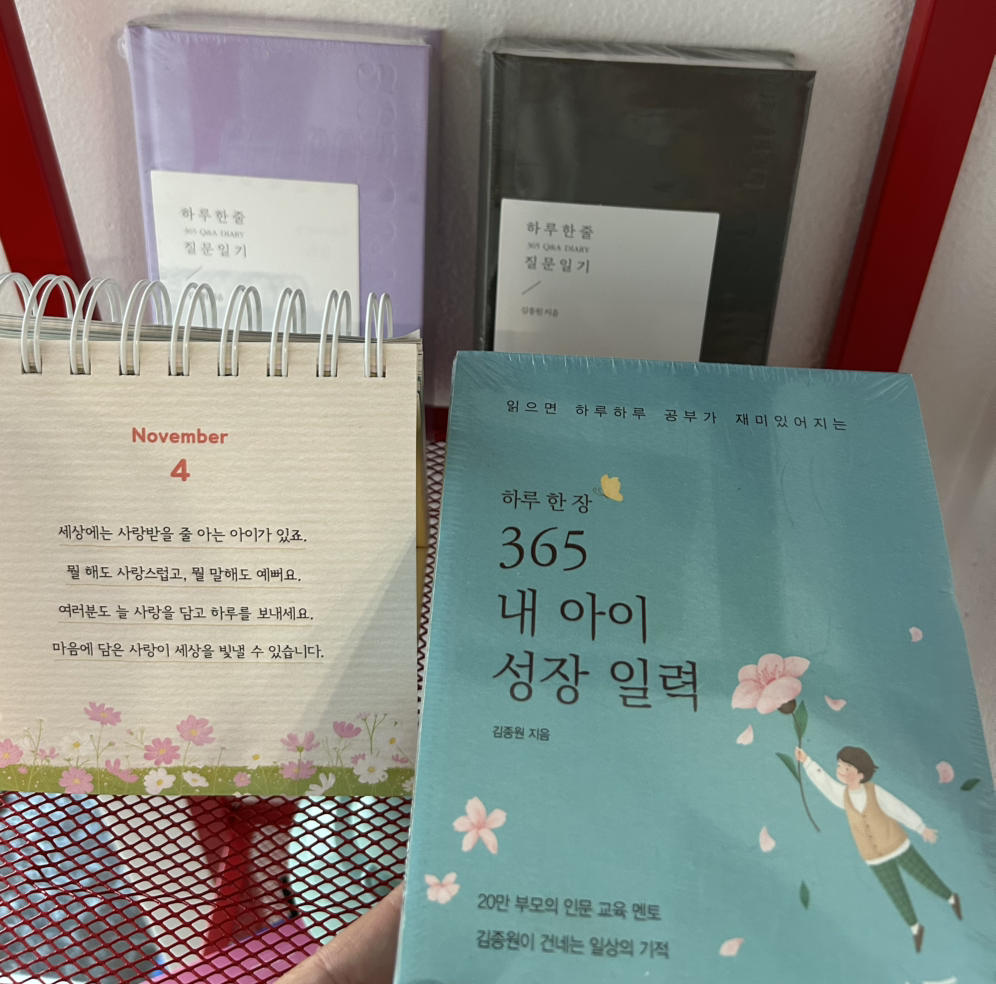 하루한줄
365 Q&A DIARY
질문일기
하루한줄
365 Q&A DIARY
질문일기
김종원 지음
November
4
세상에는 사랑받을 줄 아는 아이가 있죠.
뭘 해도 사랑스럽고, 뭘 말해도 예뻐요.
여러분도 늘 사랑을 담고 하루를 보내세요.
마음에 담은 사랑이 세상을 빛낼 수 있습니다.
읽으면 하루하루 공부가 재미있어지는
하루 한 장
365
내 아이
성장 일력
김종원 지음
20만 부모의 인문 교육 멘토
김종원이 건네는 일상의 기적